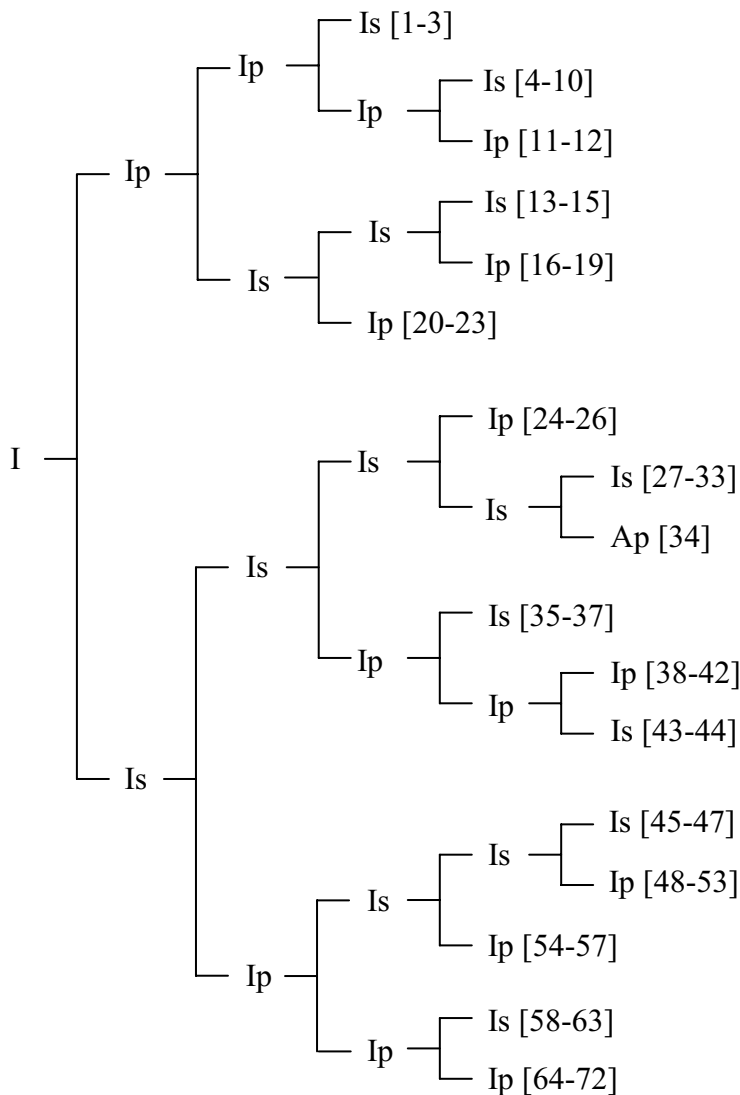 Is [1-3]
Ip
Is [4-10]
Ip
Ip [11-12]
Ip
Is [13-15]
Is
Ip [16-19]
Is
Ip [20-23]
Ip [24-26]
I
Is
Is [27-33]
Is
Ap [34]
Is
Is [35-37]
Ip
Ip [38-42]
Ip
Is [43-44]
Is
Is [45-47]
Is
Ip [48-53]
Is
Ip [54-57]
Ip
Is [58-63]
Ip
Ip [64-72]